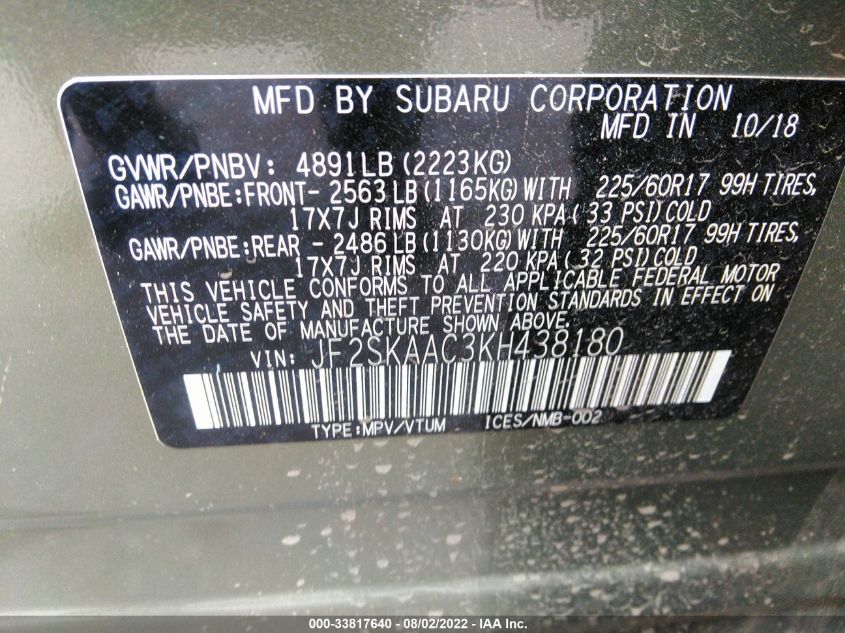 MFD BY SUBARU CORPORATION
MFD IN 10/18
GVWR/PNBV: 4891LB (2223KG)
GAWR/PNBE:FRONT- 2563 LB (1165KG) WITH 225/60R17 99H TIRES,
17X7J RIMS AT 230 KPA ( 33 PSI) COLD
GAWR/PNBE:REAR - 2486 LB (1130KG) WITH 225/60R17 99H TIRES,
17X7J RIMS AT 220 KPA ( 32 PSI) COLD
THIS VEHICLE CONFORMS TO ALL APPLICABLE FEDERAL MOTOR
VEHICLE SAFETY AND THEFT PREVENTION STANDARDS IN EFFECT ON
THE DATE OF MANUFACTURE SHOWN ABOVE.
VIN: JF2SKAAC3KH438180
TYPE:MPV/VTUM ICES/NMB-002
000-33817640 - 08/02/2022 - IAA Inc.